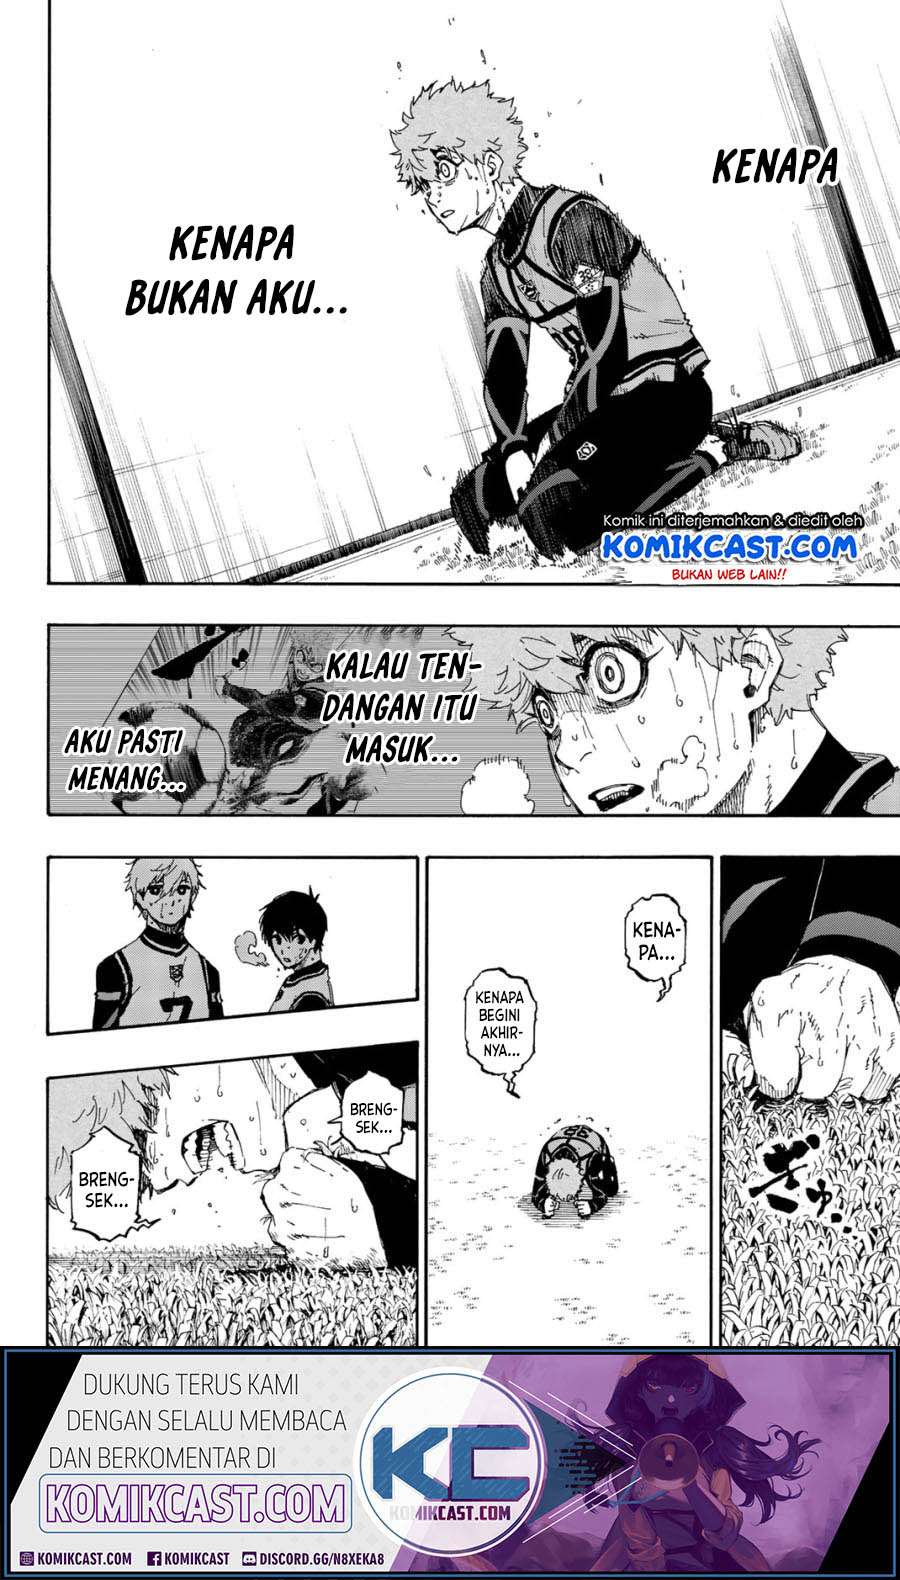 KENAPA
KENAPA
BUKAN AKU...
Komik ini diterjemahkan & diedit oleh
KOMIKCAST.COM
BUKAN WEB LAIN!!
KALAU TEN-
DANGAN ITU
MASUK...
AKU PASTI
MENANG...
ぎゅ
KENA-
PA...
KENAPA
BEGINI
AKHIR-
NYA...
7
BRENG-
SEK...
BRENG-
SEK...
DUKUNG TERUS KAMI
DENGAN SELALU MEMBACA
DAN BERKOMENTAR DI
KOMIKCAST.COM
KC
KOMIKCAST.COM
KOMIKCAST.COM
KOMIKCAST
DISCORD.GG/N8XEKA8